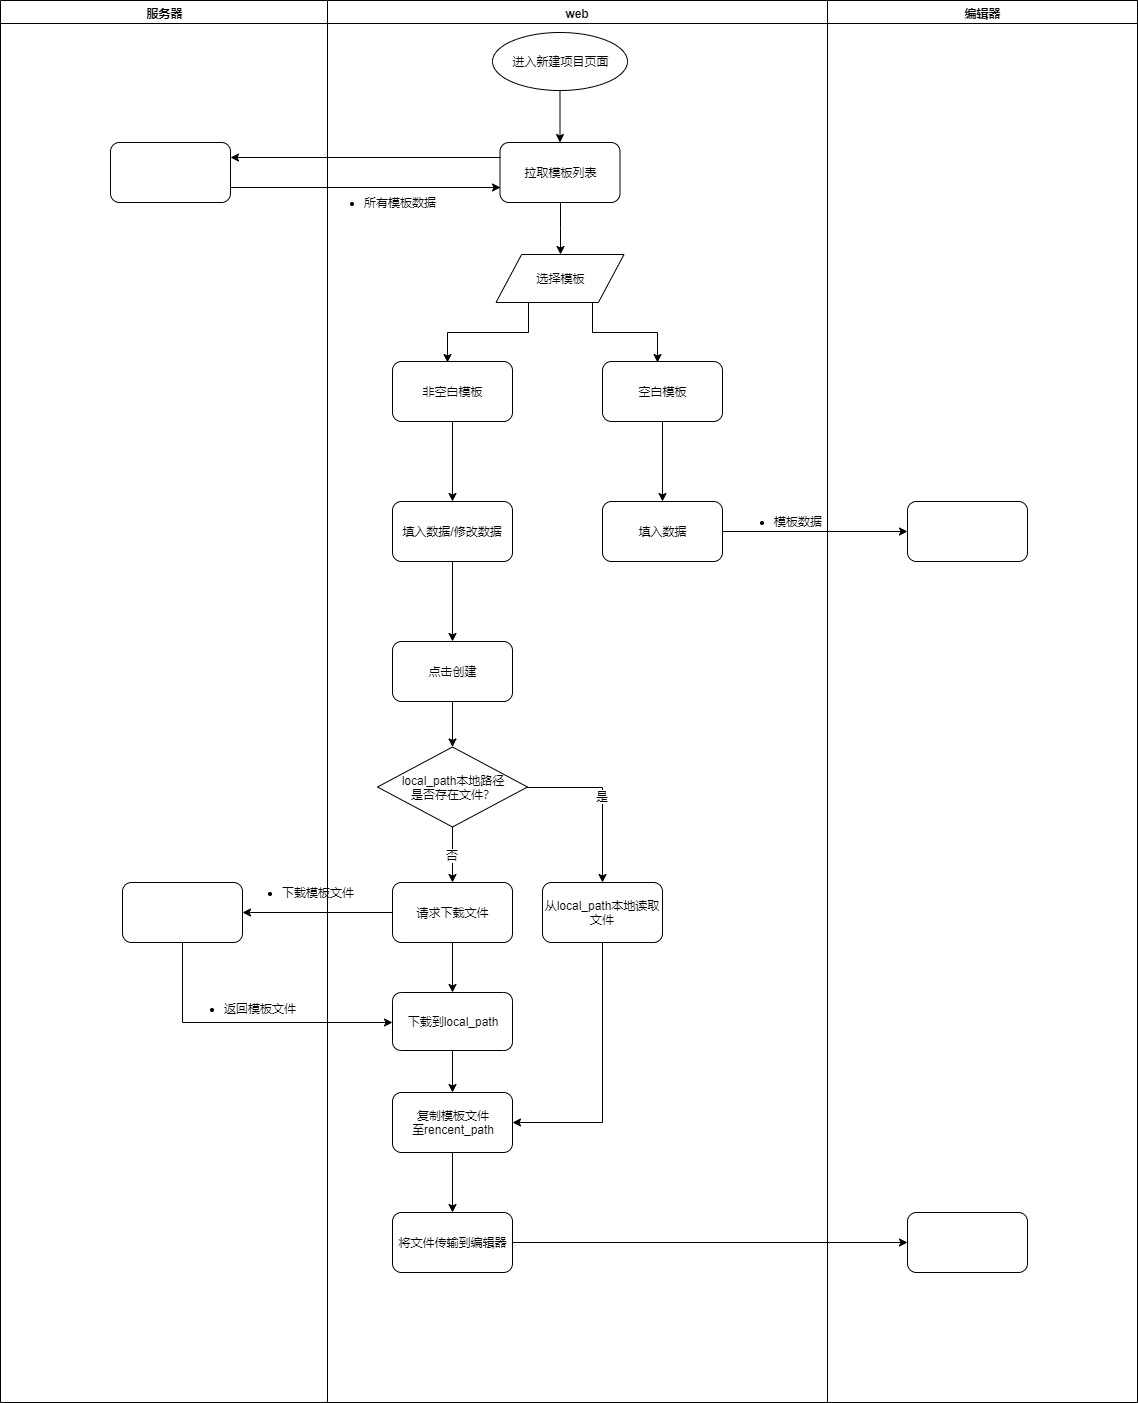 服务器
web
编辑器
进入新建项目页面
拉取模板列表
所有模板数据
选择模板
非空白模板
空白模板
填入数据/修改数据
填入数据
模板数据
点击创建
local_path本地路径
是否存在文件?
是
否
下载模板文件
请求下载文件
从local_path本地读取
文件
返回模板文件
下载到local_path
复制模板文件
至rencent_path
将文件传输到编辑器